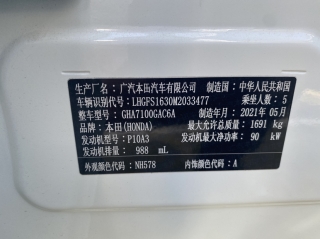 生产厂名：广汽本田汽车有限公司 制造国：中华人民共和国
车辆识别代号：LHGFS1630M2033477 乘坐人数：5
整车型号：GHA7100GAC6A 制造年月：2021年05月
品牌：本田(HONDA) 最大允许总质量：1691 kg
发动机型号：P10A3 发动机最大净功率：90 kW
发动机排量：988 mL
外观颜色代码：NH578 内饰颜色代码：A